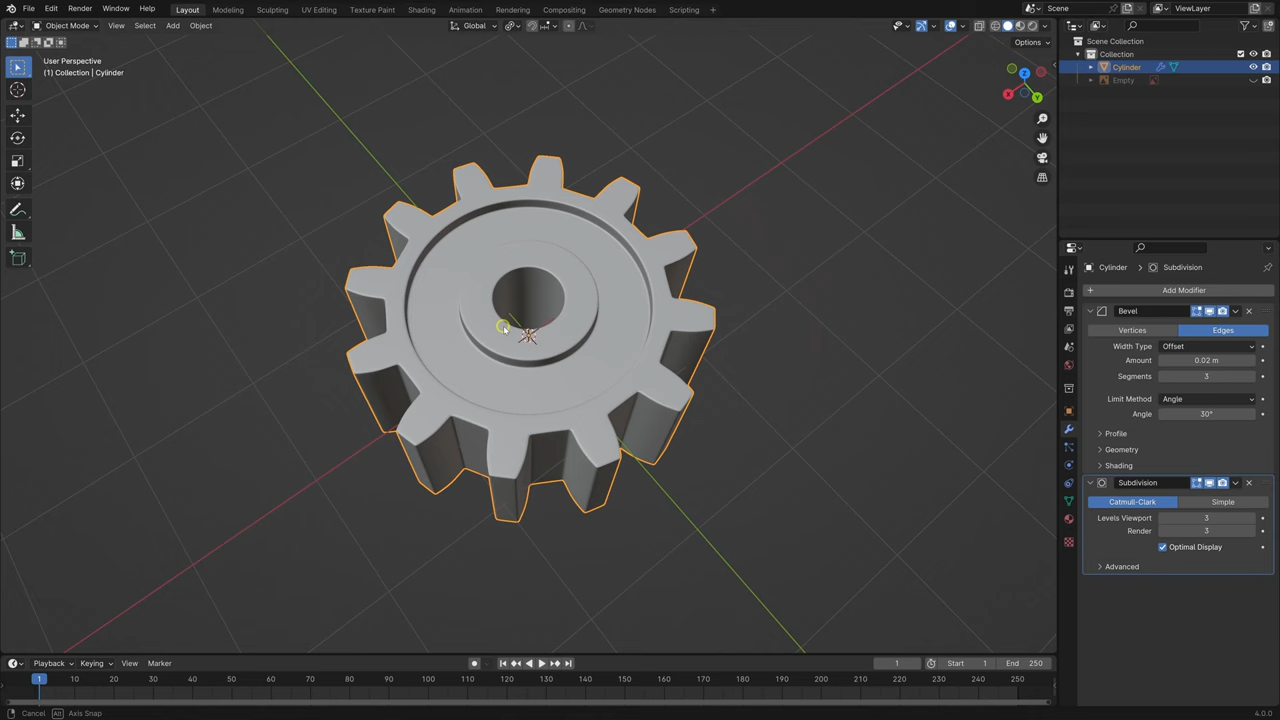 File Edit Render Window Help Layout Modeling Sculpting UV Editing Texture Paint Shading Animation Rendering Compositing Geometry Nodes Scripting + Scene ViewLayer
Object Mode View Select Add Object Global
Options
User Perspective
(1) Collection | Cylinder
X Y Z
Scene Collection
Collection
Cylinder
Empty
Cylinder > Subdivision
+ Add Modifier
Bevel
Vertices Edges
Width Type Offset
Amount 0.02 m
Segments 3
Limit Method Angle
Angle 30°
Profile
Geometry
Shading
Subdivision
Catmull-Clark Simple
Levels Viewport 3
Render 3
Optimal Display
Advanced
Playback Keying View Marker 1 Start 1 End 250
1 10 20 30 40 50 60 70 80 90 100 110 120 130 140 150 160 170 180 190 200 210 220 230 240 250
Cancel Alt Axis Snap 4.0.0